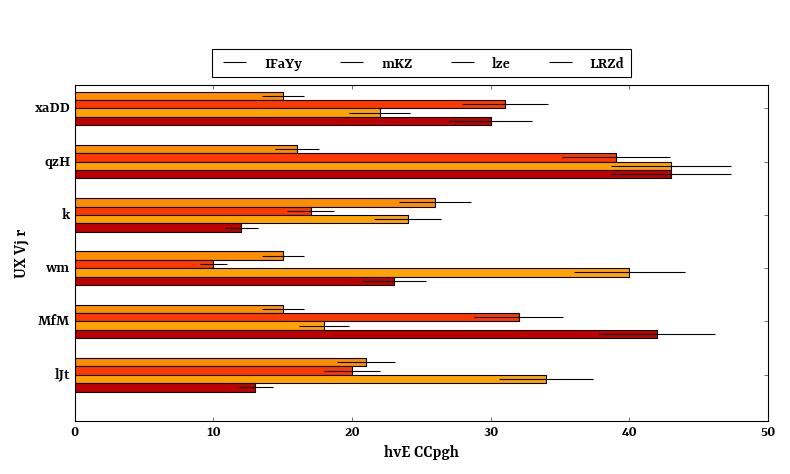 IFaYy mKZ lze LRZd
xaDD
qzH
k
wm
MfM
lJt
UX Vj r
0 10 20 30 40 50
hvE CCpgh